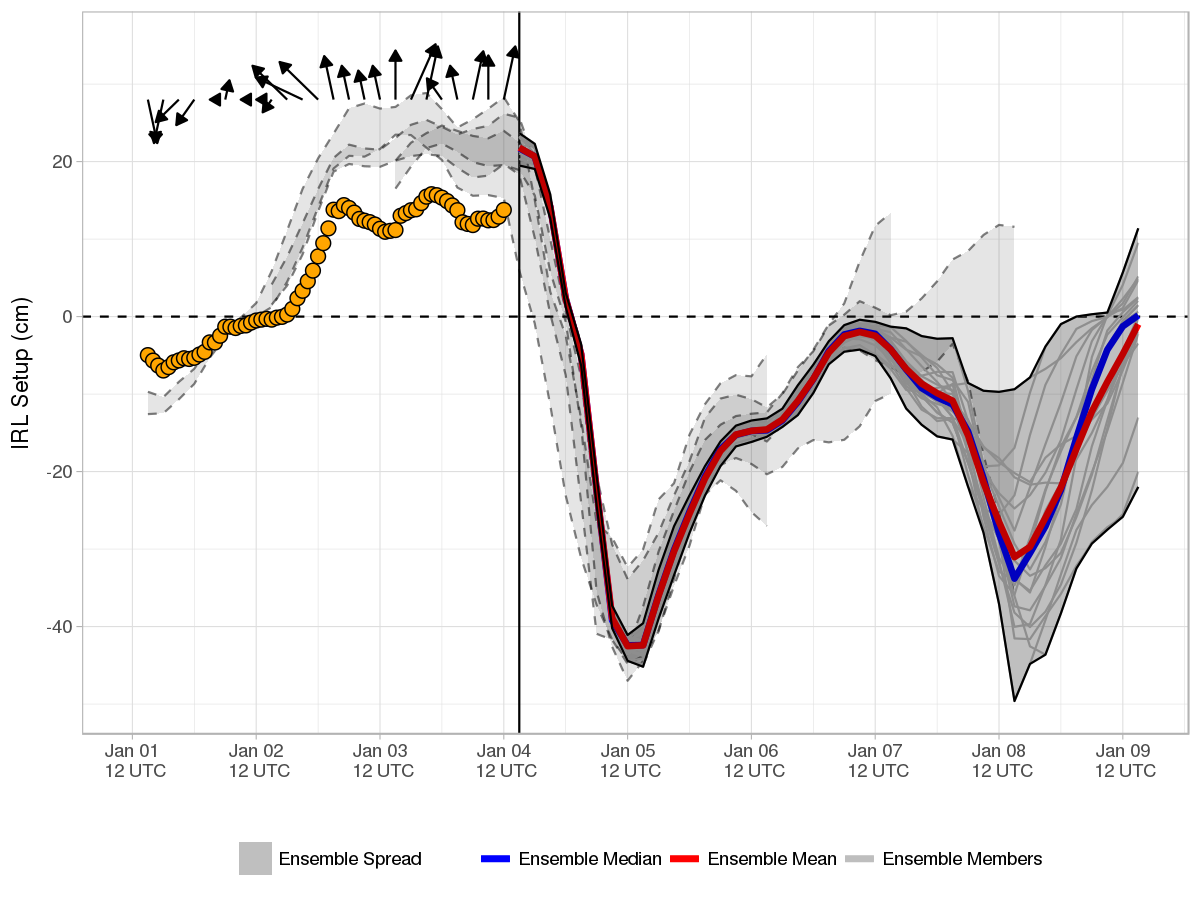 IRL Setup (cm)
20
0
-20
-40
Jan 01 Jan 02 Jan 03 Jan 04 Jan 05 Jan 06 Jan 07 Jan 08 Jan 09
12 UTC 12 UTC 12 UTC 12 UTC 12 UTC 12 UTC 12 UTC 12 UTC 12 UTC
Ensemble Spread Ensemble Median Ensemble Mean Ensemble Members